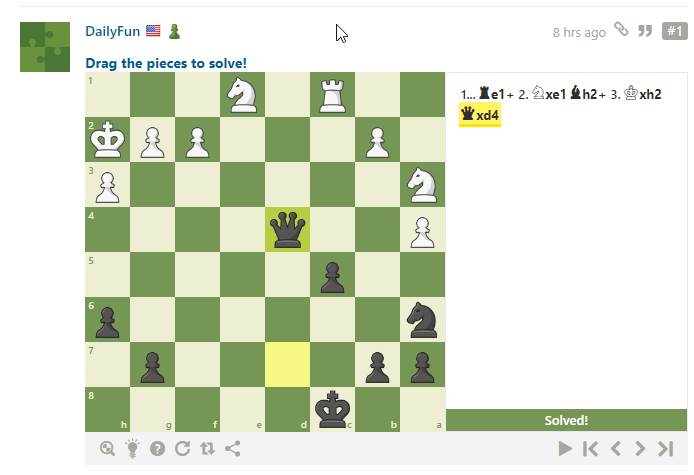 DailyFun
8 hrs ago
#1
Drag the pieces to solve!
1... ♜e1+ 2. ♘xe1 ♝h2+ 3. ♔xh2
♛xd4
1
2
3
4
5
6
7
8
h g f e d c b a
Solved!